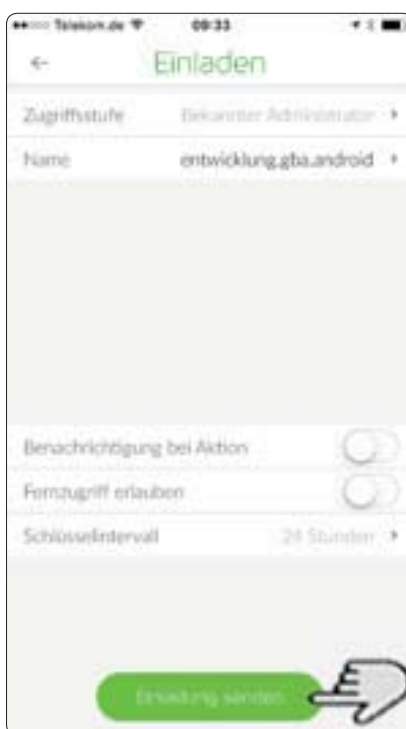 Telekom.de 09:33
Einladen
Zugriffsstufe Bekannter Administrator
Name entwicklung.gba.android
Benachrichtigung bei Aktion
Fernzugriff erlauben
Schlüsselintervall 24 Stunden
Einladung senden